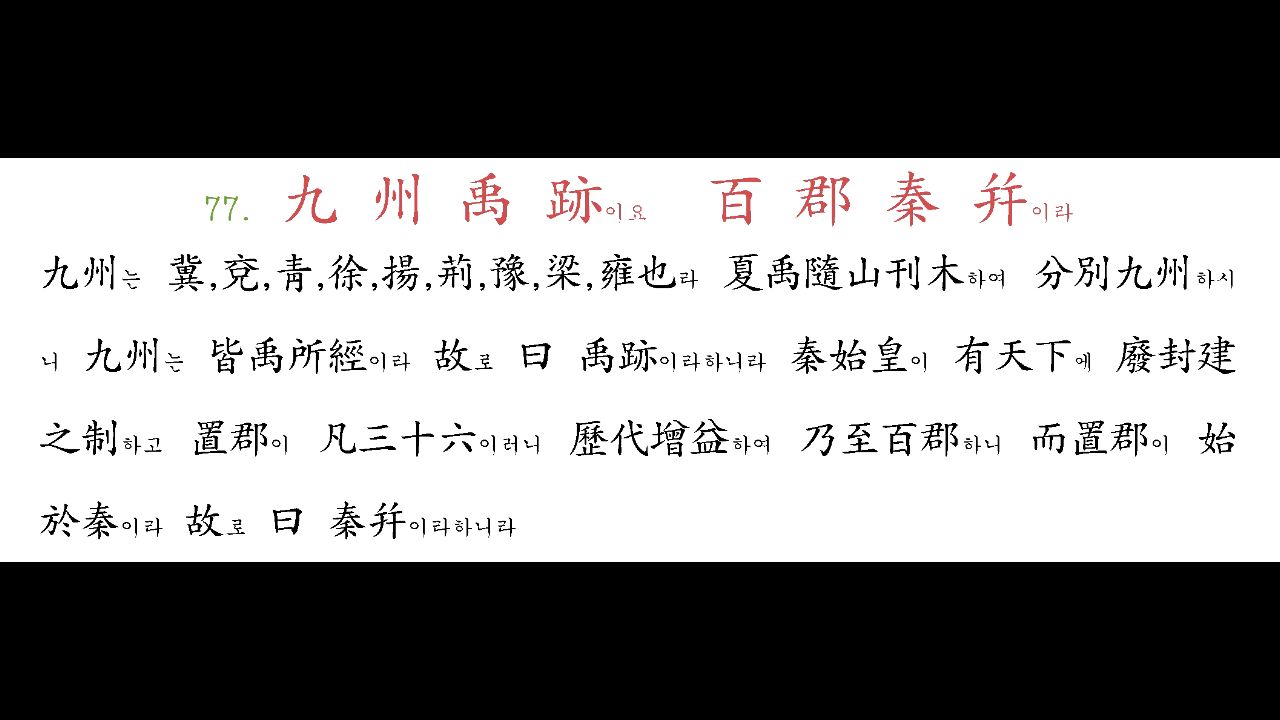 77. 九州禹跡이요 百郡秦幷이라
九州는 冀,兗,靑,徐,揚,荊,豫,梁,雍也라 夏禹隨山刊木하여 分別九州하시
니 九州는 皆禹所經이라 故로 曰 禹跡이라하니라 秦始皇이 有天下에 廢封建
之制하고 置郡이 凡三十六이러니 歷代增益하여 乃至百郡하니 而置郡이 始
於秦이라 故로 曰 秦幷이라하니라